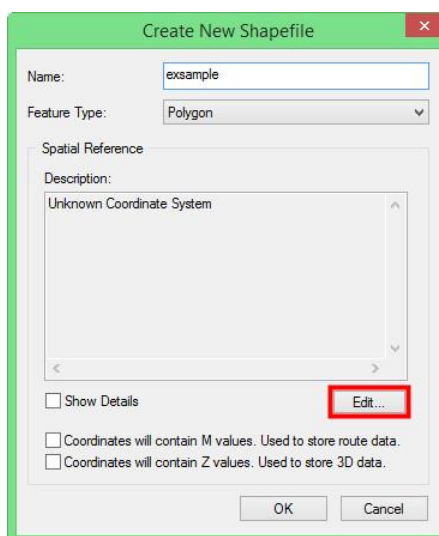 Create New Shapefile
Name: exsample
Feature Type: Polygon
Spatial Reference
Description:
Unknown Coordinate System
Show Details
Edit...
Coordinates will contain M values. Used to store route data.
Coordinates will contain Z values. Used to store 3D data.
OK Cancel